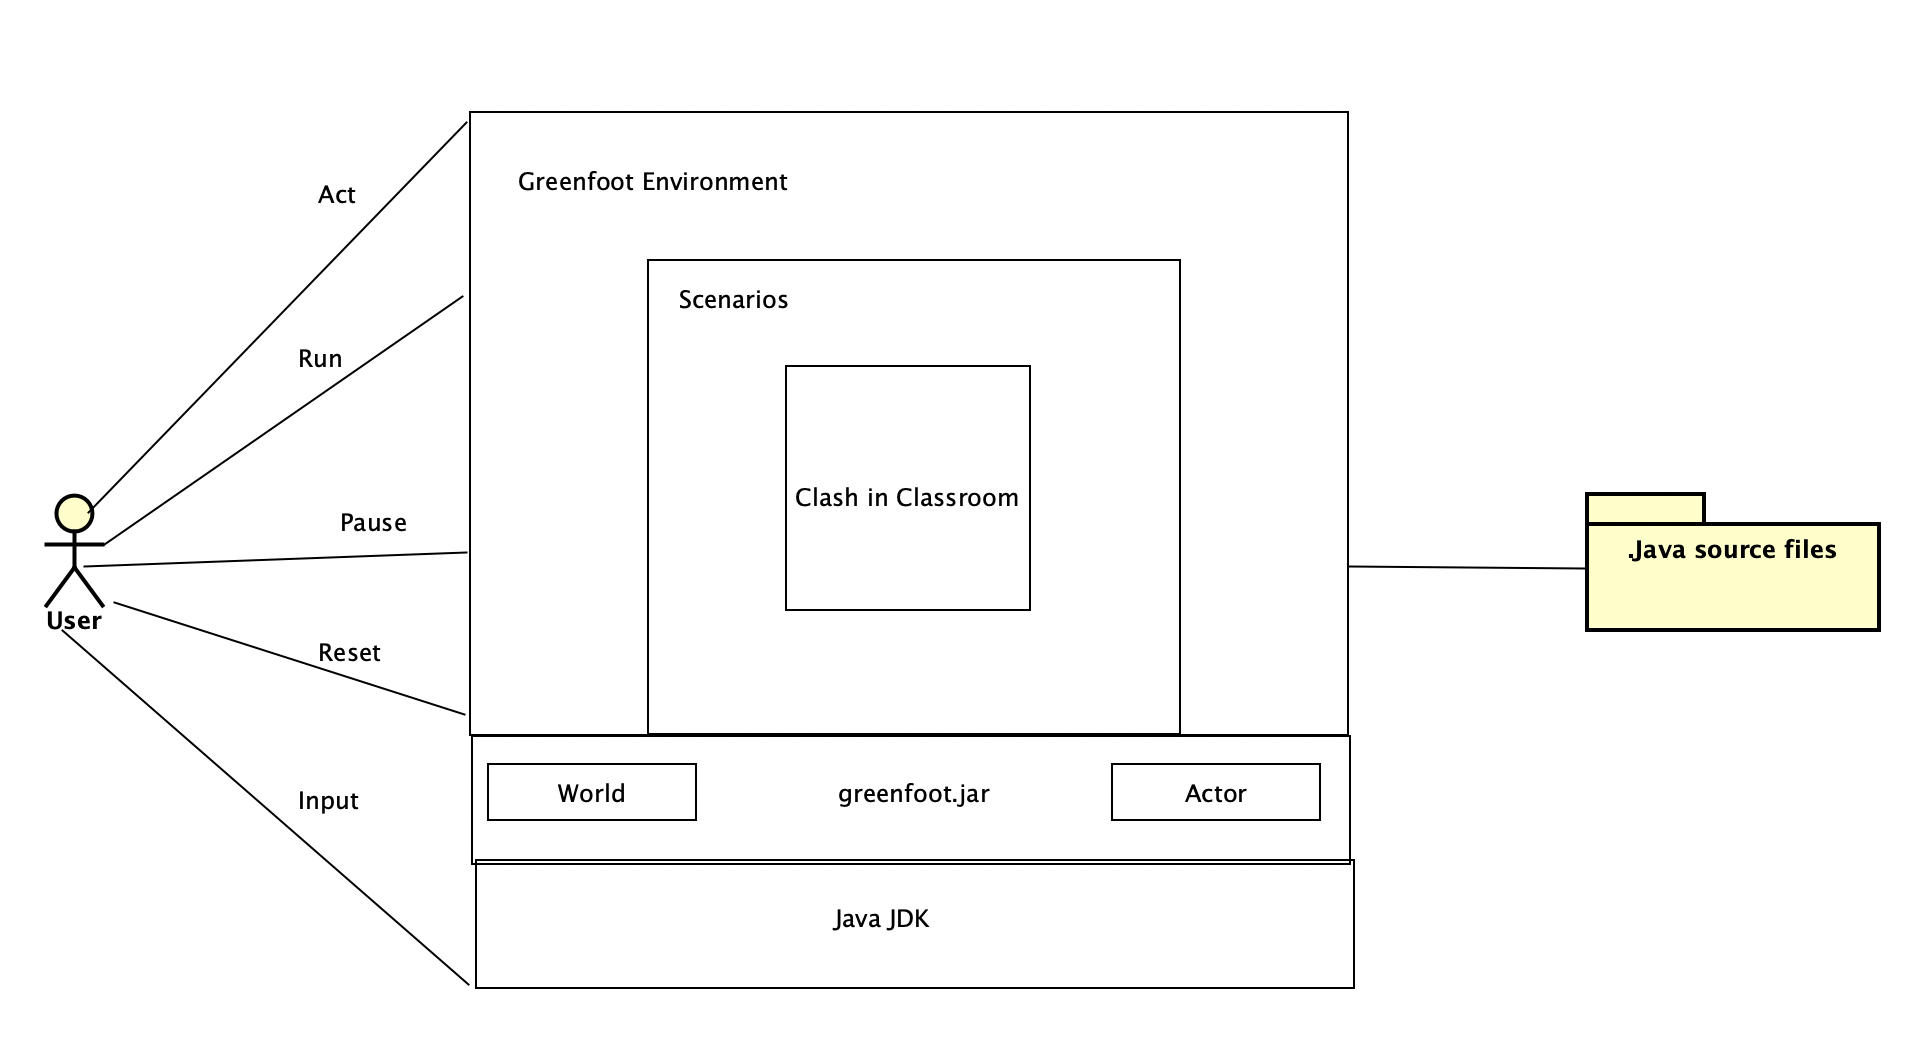 Greenfoot Environment
Act
Scenarios
Run
Clash in Classroom
Pause
.Java source files
User
Reset
World
greenfoot.jar
Actor
Input
Java JDK